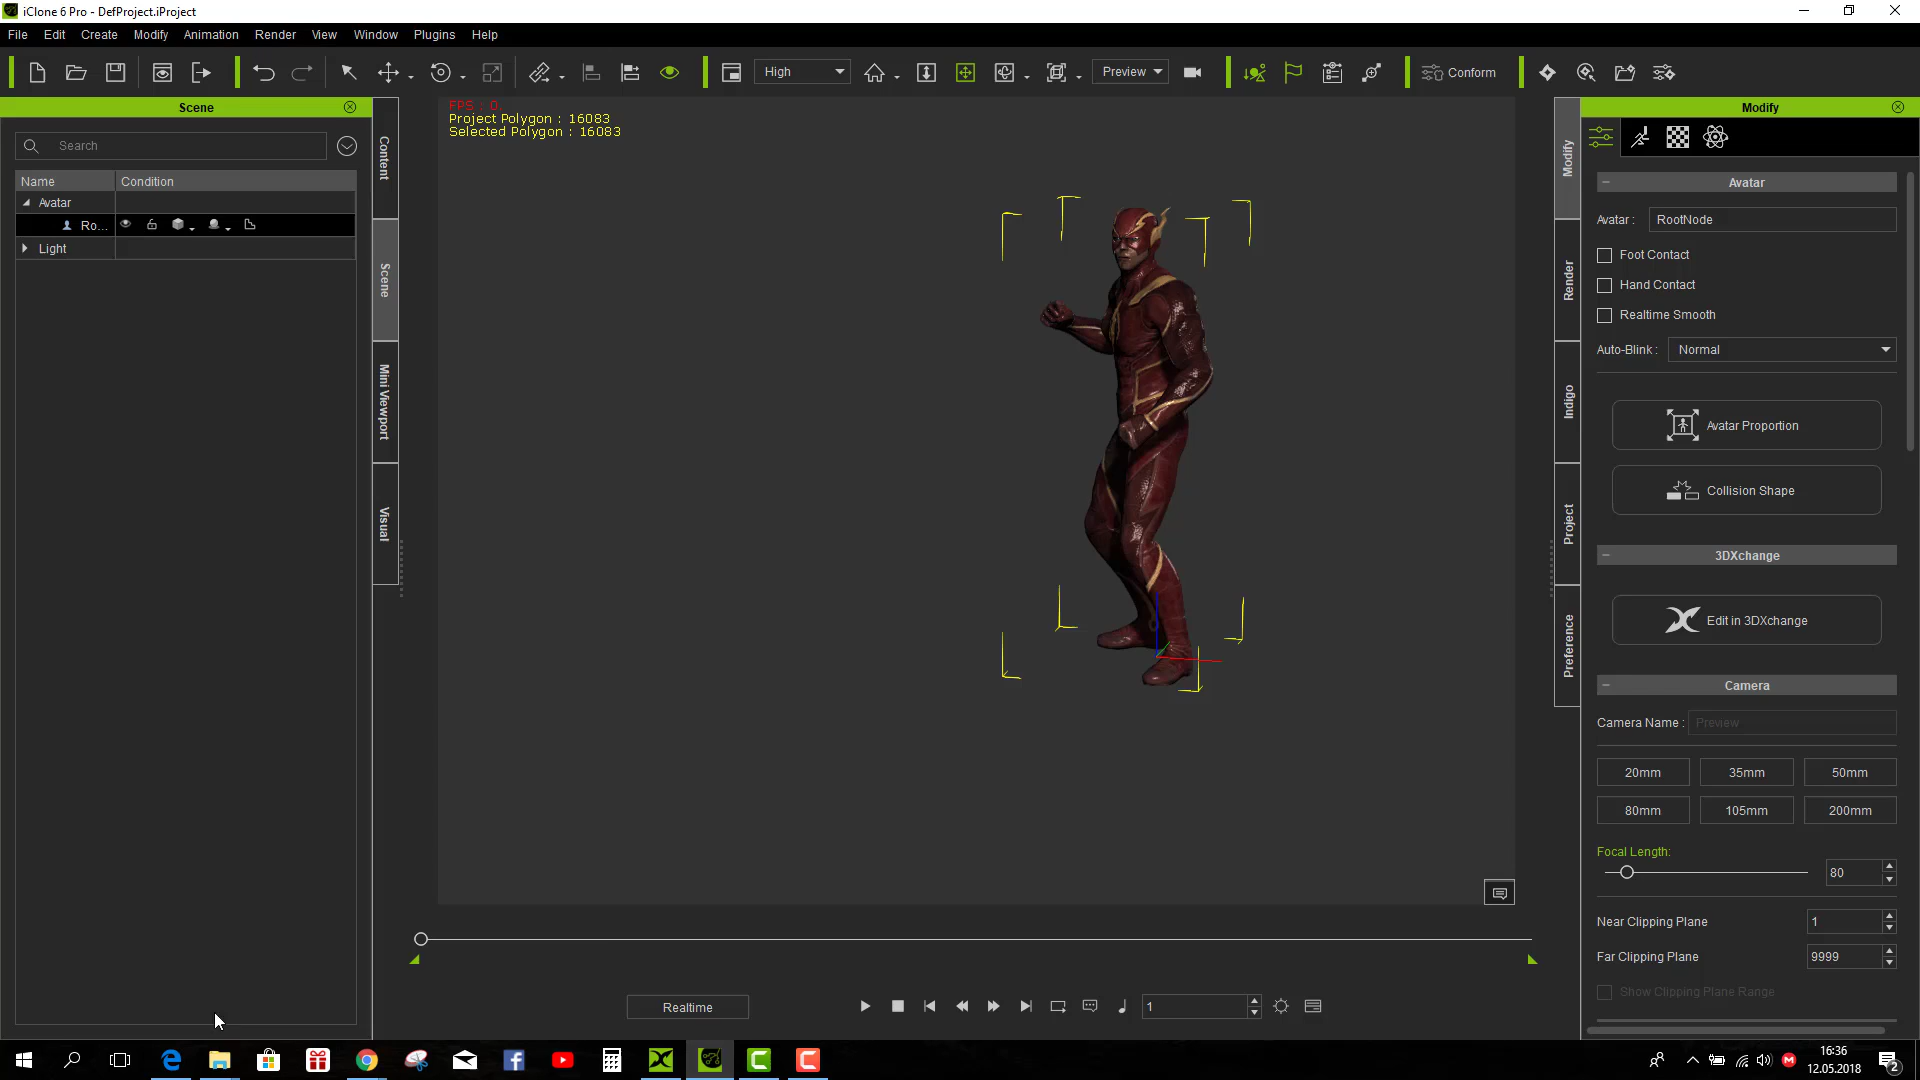 iClone 6 Pro - DefProject.iProject
File Edit Create Modify Animation Render View Window Plugins Help
High Preview Conform
Scene
Search
Name Condition
Avatar
Ro...
Light
Content
Scene
Mini Viewport
Visual
FPS : 0.
Project Polygon : 16083
Selected Polygon : 16083
Realtime
1
Modify
Render
Indigo
Project
Preference
Modify
Avatar
Avatar : RootNode
Foot Contact
Hand Contact
Realtime Smooth
Auto-Blink : Normal
Avatar Proportion
Collision Shape
3DXchange
Edit in 3DXchange
Camera
Camera Name : Preview
20mm 35mm 50mm
80mm 105mm 200mm
Focal Length:
80
Near Clipping Plane 1
Far Clipping Plane 9999
Show Clipping Plane Range
16:36
12.05.2018
2